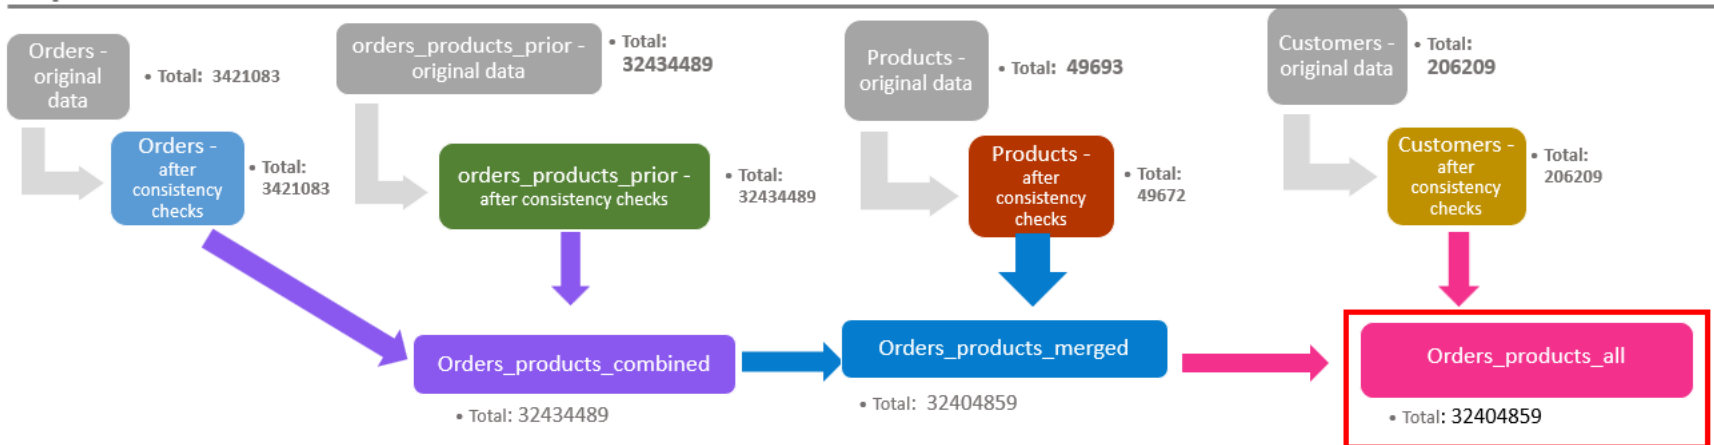 Orders -
original
data
• Total: 3421083
orders_products_prior -
original data
• Total:
32434489
Products -
original data
• Total: 49693
Customers -
original data
• Total:
206209
Orders -
after
consistency
checks
• Total:
3421083
orders_products_prior -
after consistency checks
• Total:
32434489
Products -
after
consistency
checks
• Total:
49672
Customers -
after
consistency
checks
• Total:
206209
Orders_products_combined
• Total: 32434489
Orders_products_merged
• Total: 32404859
Orders_products_all
• Total: 32404859